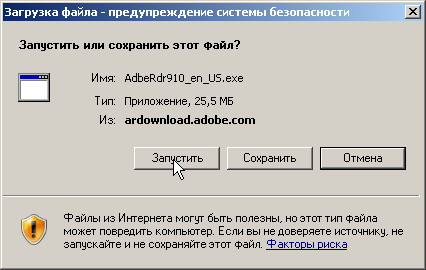 Загрузка файла - предупреждение системы безопасности
Запустить или сохранить этот файл?
Имя: AdbeRdr910_en_US.exe
Тип: Приложение, 25,5 МБ
Из: ardownload.adobe.com
Запустить Сохранить Отмена
Файлы из Интернета могут быть полезны, но этот тип файла
может повредить компьютер. Если вы не доверяете источнику, не
запускайте и не сохраняйте этот файл. Факторы риска